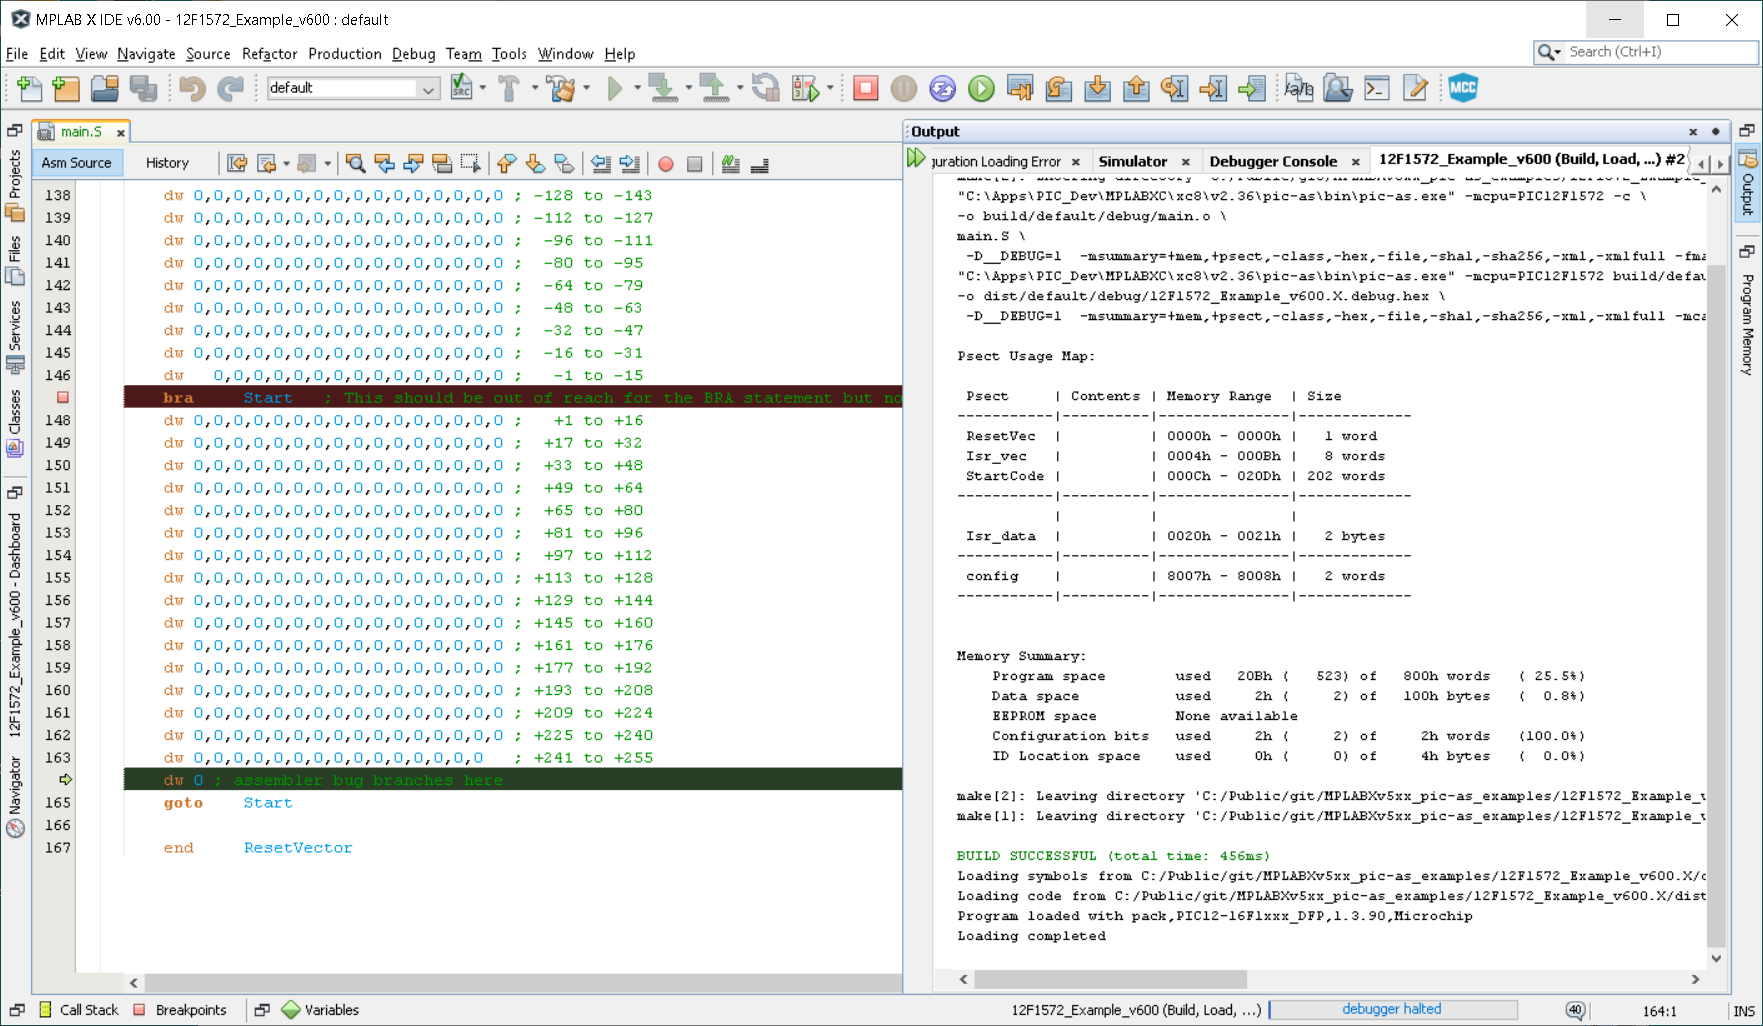 MPLAB X IDE v6.00 - 12F1572_Example_v600 : default
File Edit View Navigate Source Refactor Production Debug Team Tools Window Help
Search (Ctrl+I)
default
main.S
Asm Source History
138 dw 0,0,0,0,0,0,0,0,0,0,0,0,0,0,0,0 ; -128 to -143
139 dw 0,0,0,0,0,0,0,0,0,0,0,0,0,0,0,0 ; -112 to -127
140 dw 0,0,0,0,0,0,0,0,0,0,0,0,0,0,0,0 ; -96 to -111
141 dw 0,0,0,0,0,0,0,0,0,0,0,0,0,0,0,0 ; -80 to -95
142 dw 0,0,0,0,0,0,0,0,0,0,0,0,0,0,0,0 ; -64 to -79
143 dw 0,0,0,0,0,0,0,0,0,0,0,0,0,0,0,0 ; -48 to -63
144 dw 0,0,0,0,0,0,0,0,0,0,0,0,0,0,0,0 ; -32 to -47
145 dw 0,0,0,0,0,0,0,0,0,0,0,0,0,0,0,0 ; -16 to -31
146 dw 0,0,0,0,0,0,0,0,0,0,0,0,0,0,0 ; -1 to -15
bra Start ; This should be out of reach for the BRA statement but no
148 dw 0,0,0,0,0,0,0,0,0,0,0,0,0,0,0,0 ; +1 to +16
149 dw 0,0,0,0,0,0,0,0,0,0,0,0,0,0,0,0 ; +17 to +32
150 dw 0,0,0,0,0,0,0,0,0,0,0,0,0,0,0,0 ; +33 to +48
151 dw 0,0,0,0,0,0,0,0,0,0,0,0,0,0,0,0 ; +49 to +64
152 dw 0,0,0,0,0,0,0,0,0,0,0,0,0,0,0,0 ; +65 to +80
153 dw 0,0,0,0,0,0,0,0,0,0,0,0,0,0,0,0 ; +81 to +96
154 dw 0,0,0,0,0,0,0,0,0,0,0,0,0,0,0,0 ; +97 to +112
155 dw 0,0,0,0,0,0,0,0,0,0,0,0,0,0,0,0 ; +113 to +128
156 dw 0,0,0,0,0,0,0,0,0,0,0,0,0,0,0,0 ; +129 to +144
157 dw 0,0,0,0,0,0,0,0,0,0,0,0,0,0,0,0 ; +145 to +160
158 dw 0,0,0,0,0,0,0,0,0,0,0,0,0,0,0,0 ; +161 to +176
159 dw 0,0,0,0,0,0,0,0,0,0,0,0,0,0,0,0 ; +177 to +192
160 dw 0,0,0,0,0,0,0,0,0,0,0,0,0,0,0,0 ; +193 to +208
161 dw 0,0,0,0,0,0,0,0,0,0,0,0,0,0,0,0 ; +209 to +224
162 dw 0,0,0,0,0,0,0,0,0,0,0,0,0,0,0,0 ; +225 to +240
163 dw 0,0,0,0,0,0,0,0,0,0,0,0,0,0,0 ; +241 to +255
dw 0 ; assembler bug branches here
165 goto Start
166
167 end ResetVector
Output
uration Loading Error Simulator Debugger Console 12F1572_Example_v600 (Build, Load, ...) #2
"C:\Apps\PIC_Dev\MPLABXC\xc8\v2.36\pic-as\bin\pic-as.exe" -mcpu=PIC12F1572 -c \
-o build/default/debug/main.o \
main.S \
-D__DEBUG=1 -msummary=+mem,+psect,-class,-hex,-file,-sha1,-sha256,-xml,-xmlfull -fma
"C:\Apps\PIC_Dev\MPLABXC\xc8\v2.36\pic-as\bin\pic-as.exe" -mcpu=PIC12F1572 build/defau
-o dist/default/debug/12F1572_Example_v600.X.debug.hex \
-D__DEBUG=1 -msummary=+mem,+psect,-class,-hex,-file,-sha1,-sha256,-xml,-xmlfull -mca
Psect Usage Map:
Psect | Contents | Memory Range | Size
-----------|----------|---------------|-------------
ResetVec | | 0000h - 0000h | 1 word
Isr_vec | | 0004h - 000Bh | 8 words
StartCode | | 000Ch - 020Dh | 202 words
-----------|----------|---------------|-------------
| | |
Isr_data | | 0020h - 0021h | 2 bytes
-----------|----------|---------------|-------------
config | | 8007h - 8008h | 2 words
-----------|----------|---------------|-------------
Memory Summary:
Program space used 20Bh ( 523) of 800h words ( 25.5%)
Data space used 2h ( 2) of 100h bytes ( 0.8%)
EEPROM space None available
Configuration bits used 2h ( 2) of 2h words (100.0%)
ID Location space used 0h ( 0) of 4h bytes ( 0.0%)
make[2]: Leaving directory 'C:/Public/git/MPLABXv5xx_pic-as_examples/12F1572_Example_v
make[1]: Leaving directory 'C:/Public/git/MPLABXv5xx_pic-as_examples/12F1572_Example_v
BUILD SUCCESSFUL (total time: 456ms)
Loading symbols from C:/Public/git/MPLABXv5xx_pic-as_examples/12F1572_Example_v600.X/d
Loading code from C:/Public/git/MPLABXv5xx_pic-as_examples/12F1572_Example_v600.X/dist
Program loaded with pack,PIC12-16F1xxx_DFP,1.3.90,Microchip
Loading completed
Projects
Files
Services
Classes
12F1572_Example_v600 - Dashboard
Navigator
Output
Program Memory
SRC
MCC
Call Stack Breakpoints Variables
12F1572_Example_v600 (Build, Load, ...) debugger halted 40 164:1 INS